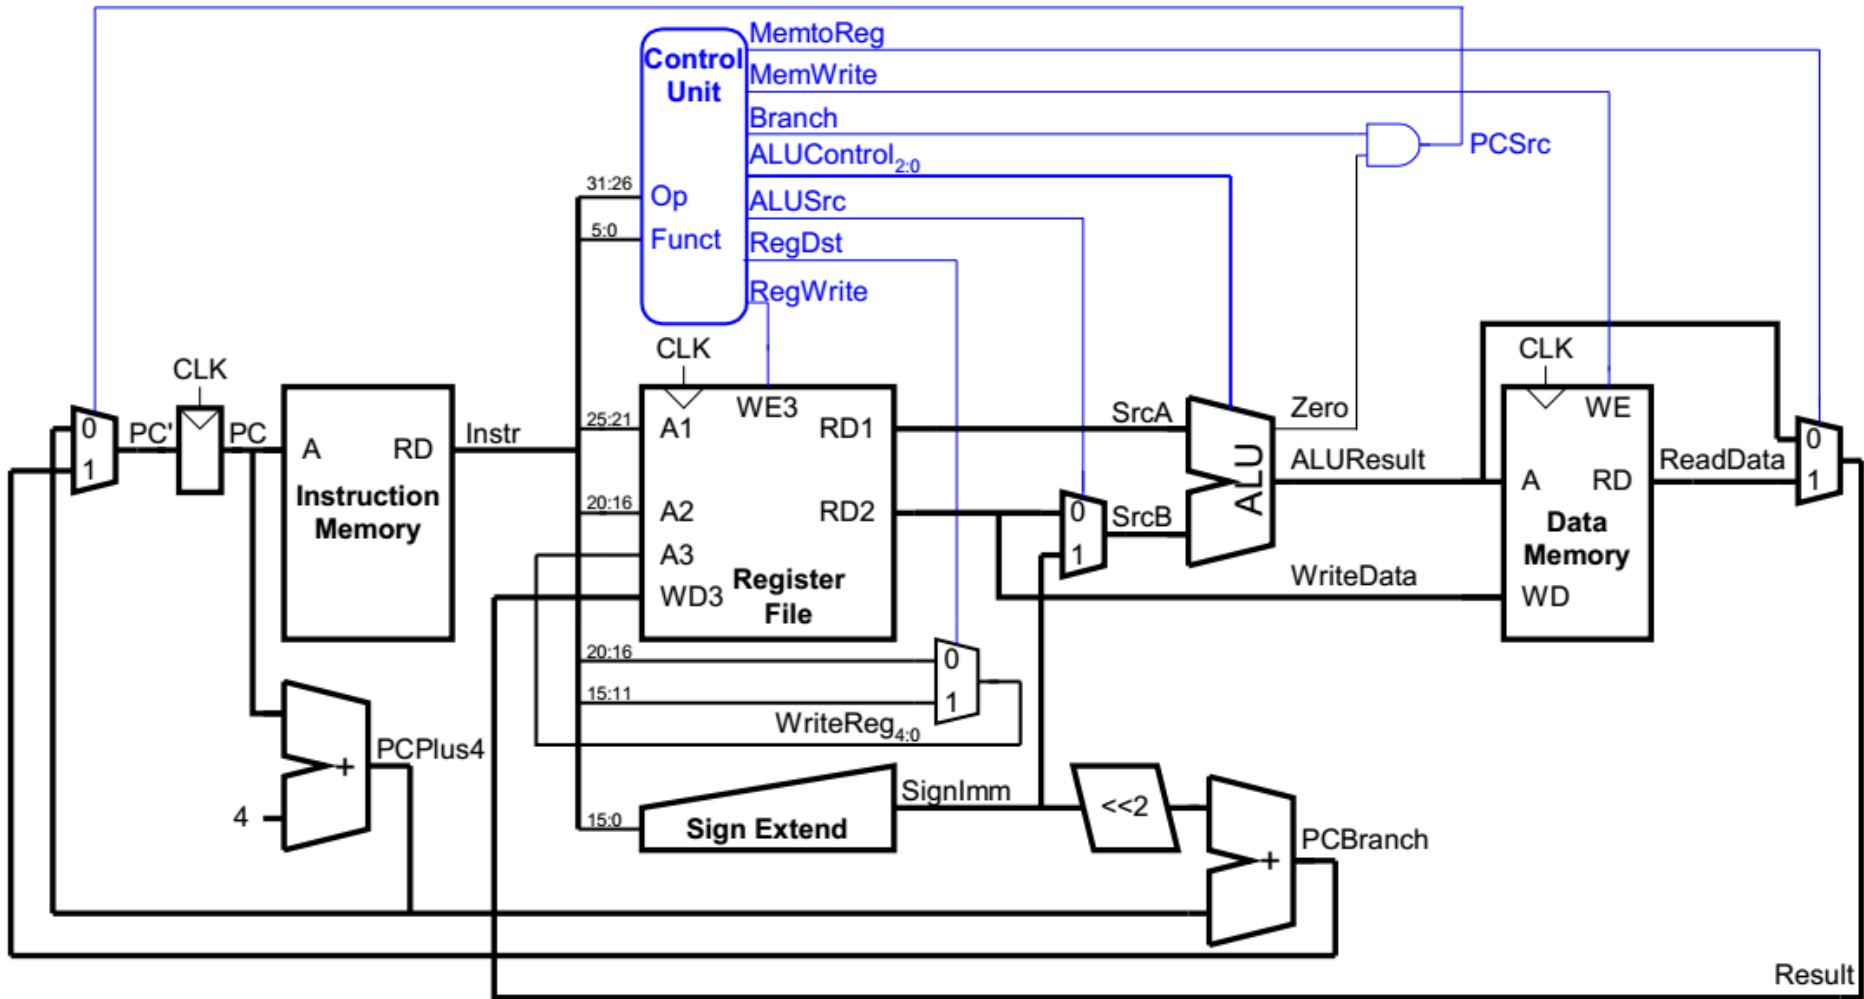 MemtoReg
Control
Unit
MemWrite
Branch
PCSrc
ALUControl2:0
31:26
Op
ALUSrc
5:0
Funct
RegDst
RegWrite
CLK
CLK
CLK
0
1
PC'
PC
A
RD
Instruction
Memory
Instr
25:21
A1
WE3
RD1
20:16
A2
RD2
A3
WD3
Register
File
SrcA
0
1
SrcB
ALU
Zero
ALUResult
WriteData
WE
A
RD
Data
Memory
WD
ReadData
0
1
20:16
0
15:11
1
WriteReg4:0
PCPlus4
+
4
15:0
Sign Extend
SignImm
<<2
+
PCBranch
Result